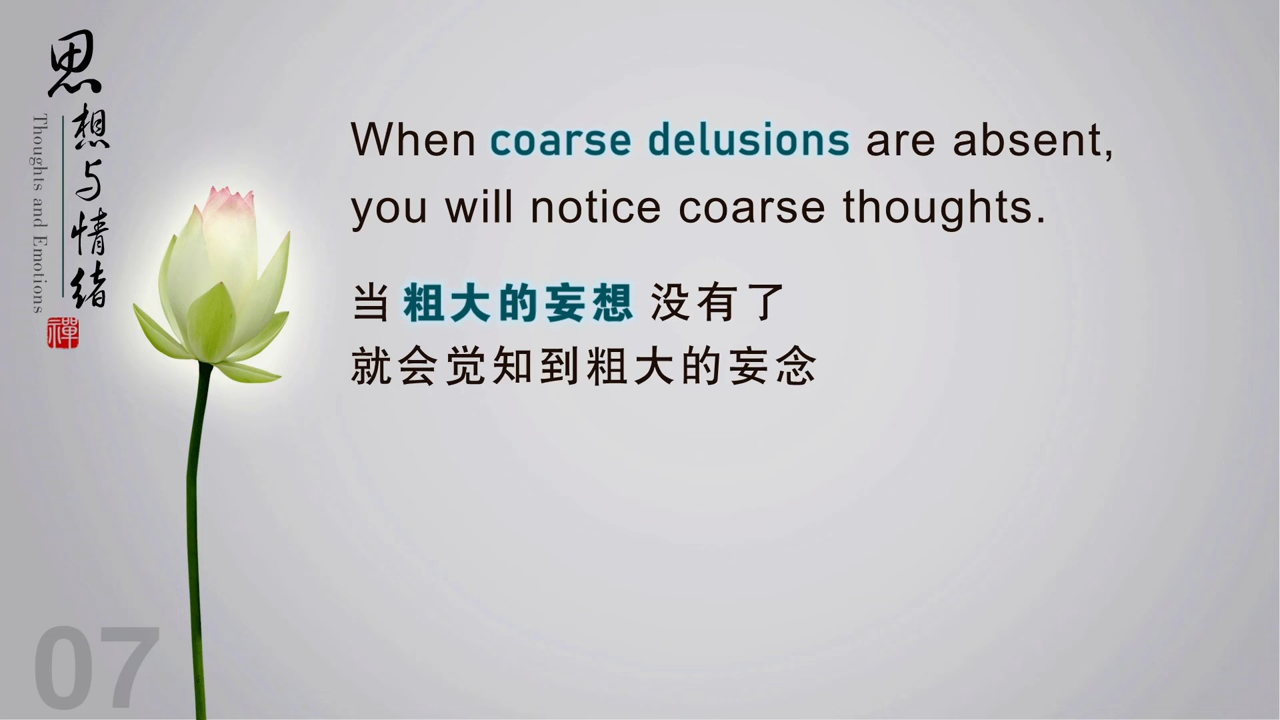 思想与情绪
Thoughts and Emotions
禪
When coarse delusions are absent,
you will notice coarse thoughts.
当 粗大的妄想 没有了
就会觉知到粗大的妄念
07